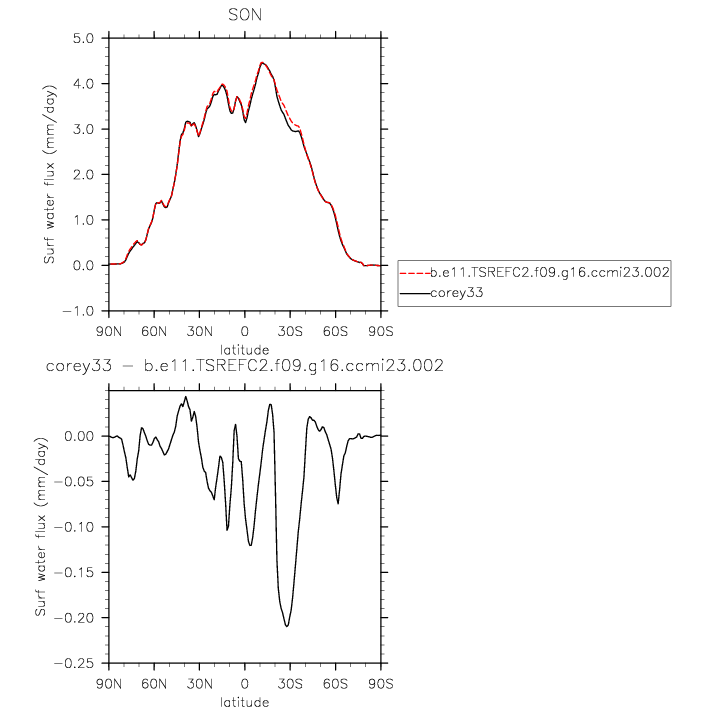 SON
5.0
4.0
3.0
2.0
1.0
0.0
−1.0
Surf water flux (mm/day)
90N 60N 30N 0 30S 60S 90S
latitude
b.e11.TSREFC2.f09.g16.ccmi23.002
corey33
corey33 − b.e11.TSREFC2.f09.g16.ccmi23.002
0.00
−0.05
−0.10
−0.15
−0.20
−0.25
Surf water flux (mm/day)
90N 60N 30N 0 30S 60S 90S
latitude